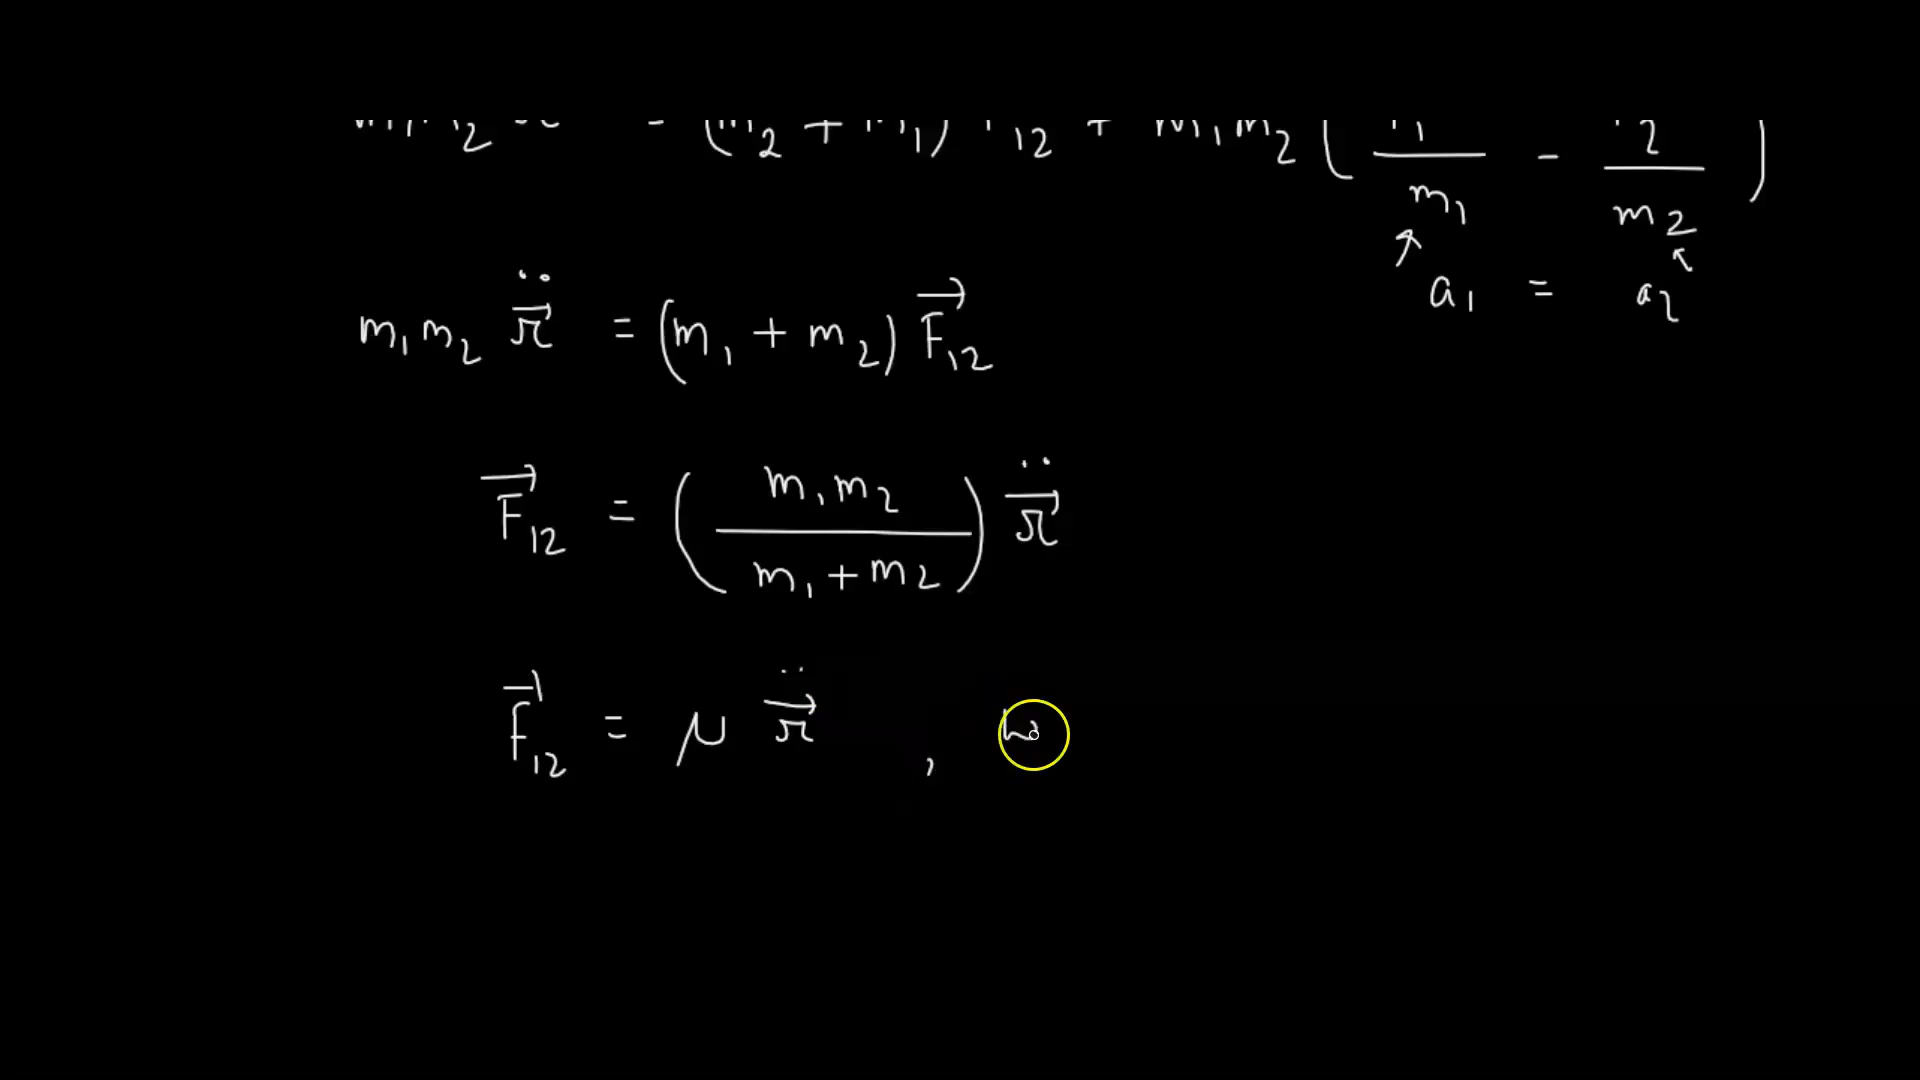 m₁m₂ r̈⃗ = (m₁ + m₂) F⃗₁₂
a₁ = a₂
F⃗₁₂ = (m₁m₂ / m₁ + m₂) r̈⃗
F⃗₁₂ = μ r̈⃗ ,